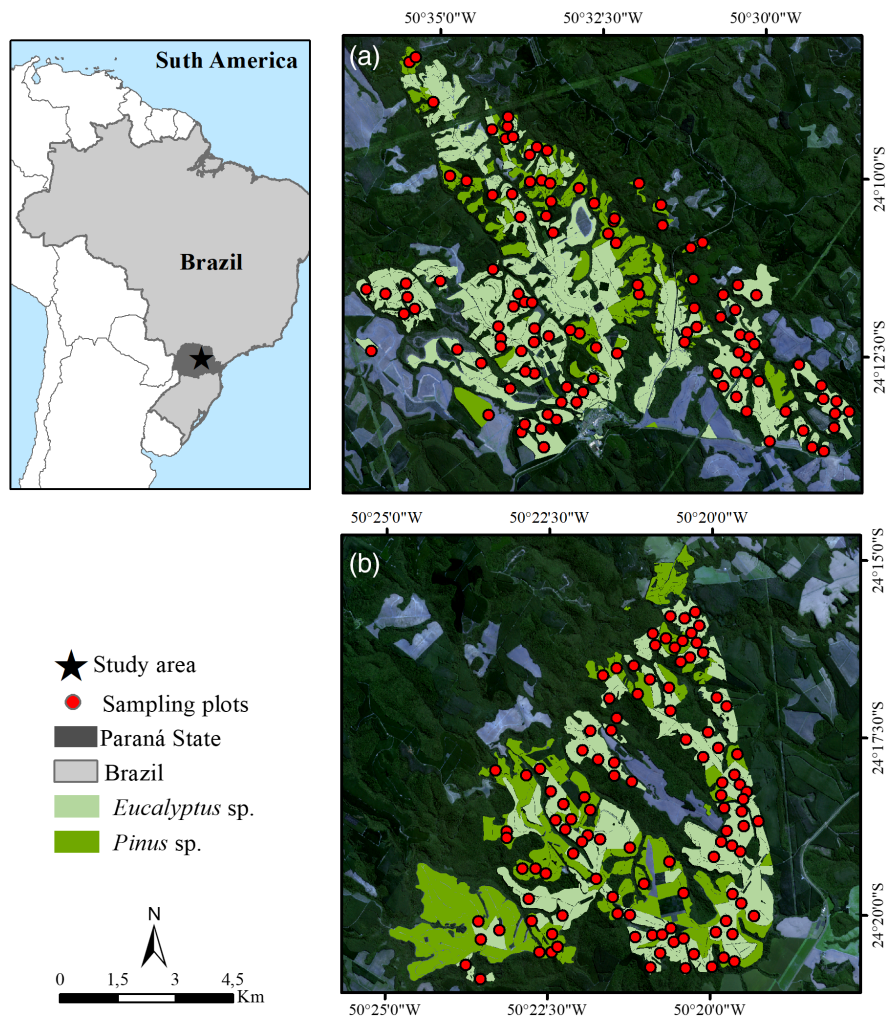 50°35'0"W
50°32'30"W
50°30'0"W
Suth America
Brazil
(a)
24°10'0"S
24°12'30"S
50°25'0"W
50°22'30"W
50°20'0"W
(b)
24°15'0"S
24°17'30"S
24°20'0"S
50°25'0"W
50°22'30"W
50°20'0"W
Study area
Sampling plots
Paraná State
Brazil
Eucalyptus sp.
Pinus sp.
N
0 1,5 3 4,5
Km